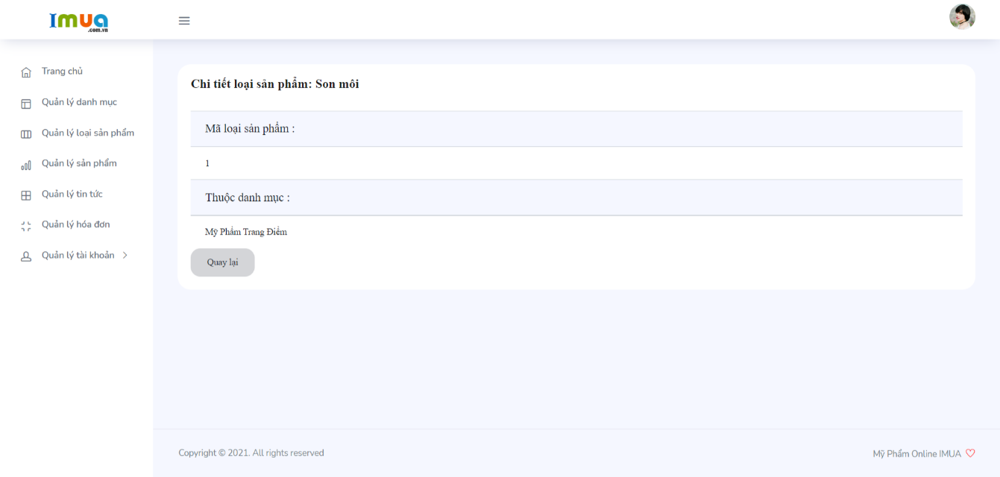 Imua
.com.vn
Trang chủ
Quản lý danh mục
Quản lý loại sản phẩm
Quản lý sản phẩm
Quản lý tin tức
Quản lý hóa đơn
Quản lý tài khoản
Chi tiết loại sản phẩm: Son môi
Mã loại sản phẩm :
1
Thuộc danh mục :
Mỹ Phẩm Trang Điểm
Quay lại
Copyright © 2021. All rights reserved
Mỹ Phẩm Online IMUA